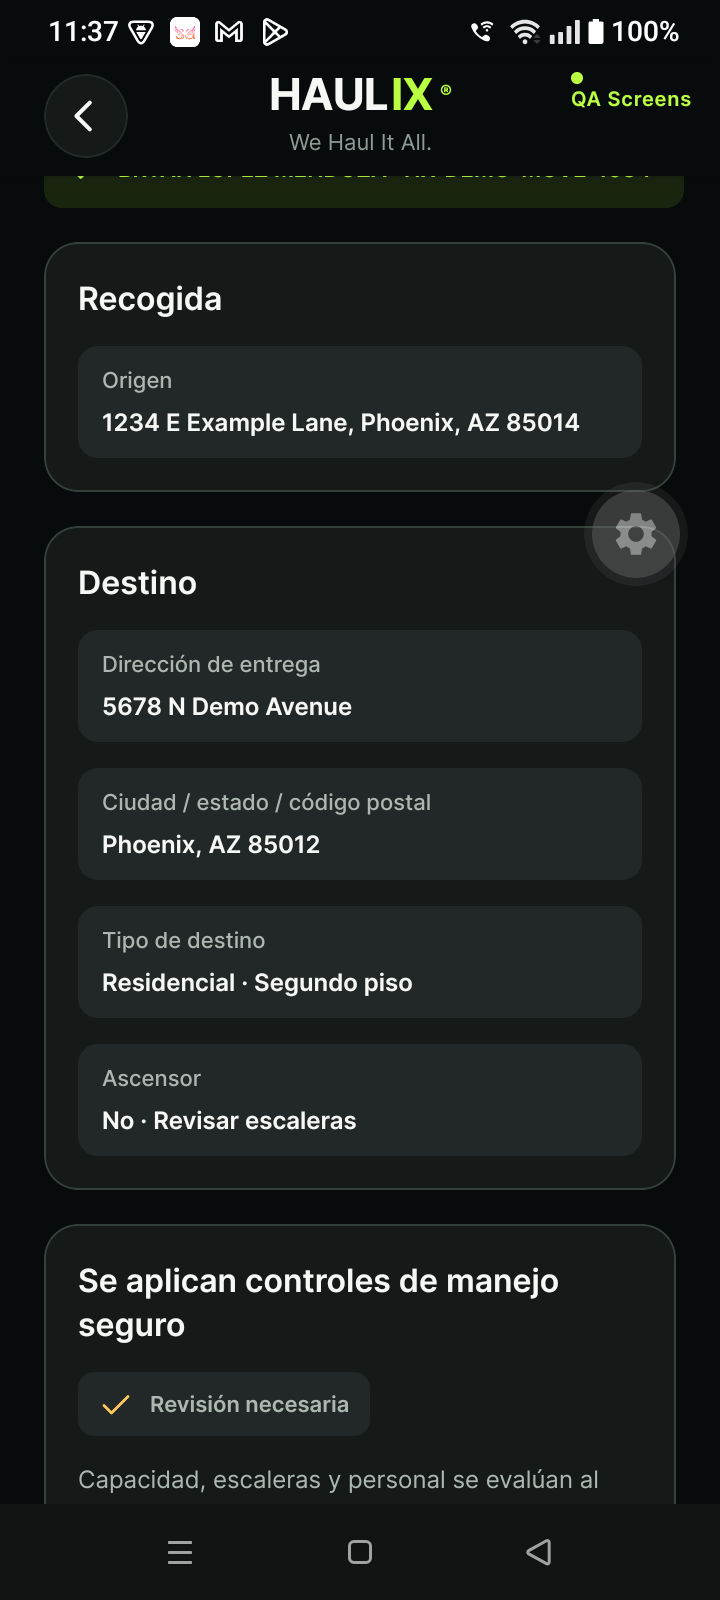 11:37 100%
HAULIX ®
We Haul It All.
QA Screens
Recogida
Origen
1234 E Example Lane, Phoenix, AZ 85014
Destino
Dirección de entrega
5678 N Demo Avenue
Ciudad / estado / código postal
Phoenix, AZ 85012
Tipo de destino
Residencial · Segundo piso
Ascensor
No · Revisar escaleras
Se aplican controles de manejo
seguro
Revisión necesaria
Capacidad, escaleras y personal se evalúan al